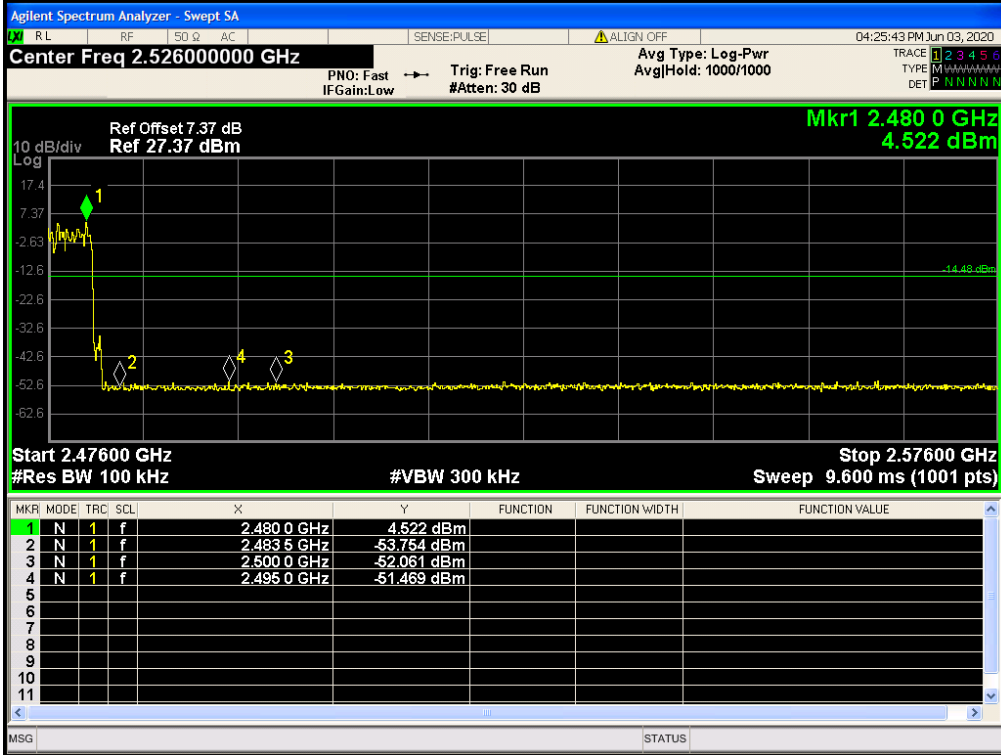 Agilent Spectrum Analyzer - Swept SA
LXI RL RF 50 Ω AC SENSE:PULSE ALIGN OFF 04:25:43 PM Jun 03, 2020
Center Freq 2.526000000 GHz Avg Type: Log-Pwr TRACE 1 2 3 4 5 6
PNO: Fast Trig: Free Run Avg|Hold: 1000/1000 TYPE M WWWWW
IFGain:Low #Atten: 30 dB DET P N N N N N
Mkr1 2.480 0 GHz
Ref Offset 7.37 dB
10 dB/div Ref 27.37 dBm 4.522 dBm
Log
17.4
1
7.37
-2.63
-12.6 -14.48 dBm
-22.6
-32.6
-42.6 2 4 3
-52.6
-62.6
Start 2.47600 GHz Stop 2.57600 GHz
#Res BW 100 kHz #VBW 300 kHz Sweep 9.600 ms (1001 pts)
MKR MODE TRC SCL X Y FUNCTION FUNCTION WIDTH FUNCTION VALUE
1 N 1 f 2.480 0 GHz 4.522 dBm
2 N 1 f 2.483 5 GHz -53.754 dBm
3 N 1 f 2.500 0 GHz -52.061 dBm
4 N 1 f 2.495 0 GHz -51.469 dBm
5
6
7
8
9
10
11
MSG STATUS